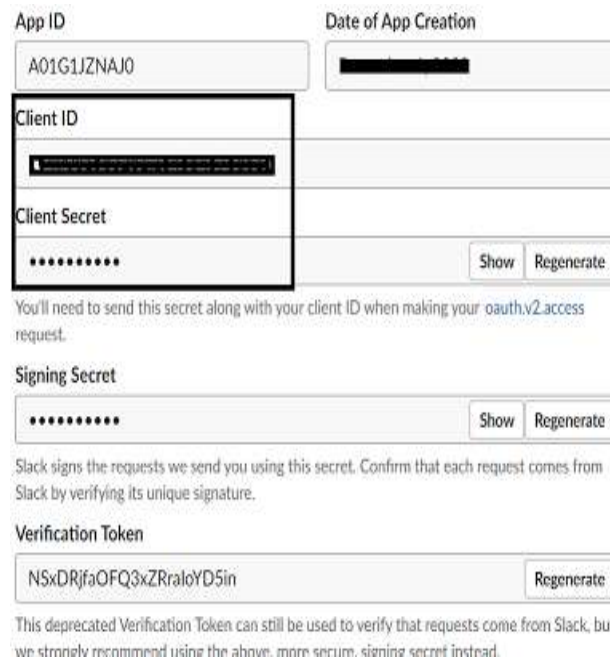 App ID
Date of App Creation
A01G1JZNAJ0
Client ID
Client Secret
••••••••••
Show
Regenerate
You'll need to send this secret along with your client ID when making your oauth.v2.access
request.
Signing Secret
••••••••••
Show
Regenerate
Slack signs the requests we send you using this secret. Confirm that each request comes from
Slack by verifying its unique signature.
Verification Token
NSxDRjfaOFQ3xZRraloYD5in
Regenerate
This deprecated Verification Token can still be used to verify that requests come from Slack, bu
we strongly recommend using the above, more secure, signing secret instead.